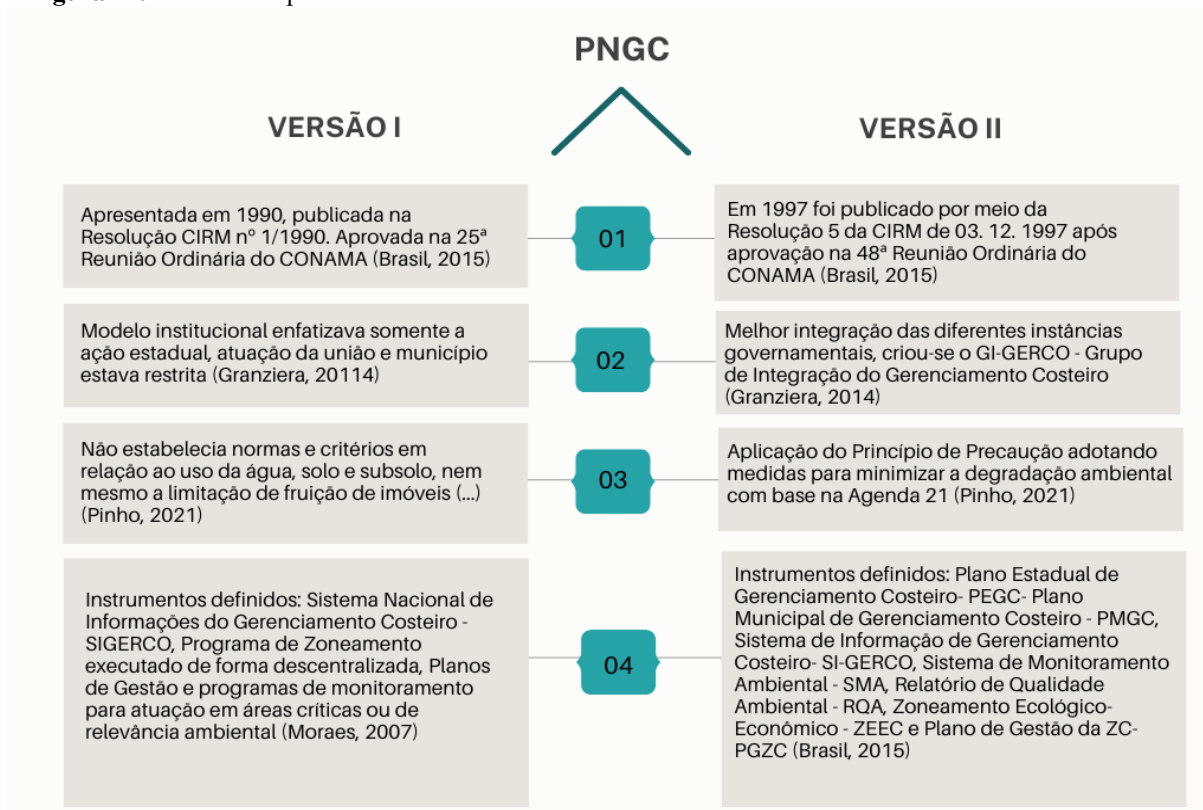 PNGC
VERSÃO I
VERSÃO II
Apresentada em 1990, publicada na
Resolução CIRM nº 1/1990. Aprovada na 25ª
Reunião Ordinária do CONAMA (Brasil, 2015)
01
Em 1997 foi publicado por meio da
Resolução 5 da CIRM de 03. 12. 1997 após
aprovação na 48ª Reunião Ordinária do
CONAMA (Brasil, 2015)
Modelo institucional enfatizava somente a
ação estadual, atuação da união e município
estava restrita (Granziera, 20114)
02
Melhor integração das diferentes instâncias
governamentais, criou-se o GI-GERCO - Grupo
de Integração do Gerenciamento Costeiro
(Granziera, 2014)
Não estabelecia normas e critérios em
relação ao uso da água, solo e subsolo, nem
mesmo a limitação de fruição de imóveis (...)
(Pinho, 2021)
03
Aplicação do Princípio de Precaução adotando
medidas para minimizar a degradação ambiental
com base na Agenda 21 (Pinho, 2021)
Instrumentos definidos: Sistema Nacional de
Informações do Gerenciamento Costeiro -
SIGERCO, Programa de Zoneamento
executado de forma descentralizada, Planos
de Gestão e programas de monitoramento
para atuação em áreas críticas ou de
relevância ambiental (Moraes, 2007)
04
Instrumentos definidos: Plano Estadual de
Gerenciamento Costeiro- PEGC- Plano
Municipal de Gerenciamento Costeiro - PMGC,
Sistema de Informação de Gerenciamento
Costeiro- SI-GERCO, Sistema de Monitoramento
Ambiental - SMA, Relatório de Qualidade
Ambiental - RQA, Zoneamento Ecológico-
Econômico - ZEEC e Plano de Gestão da ZC-
PGZC (Brasil, 2015)